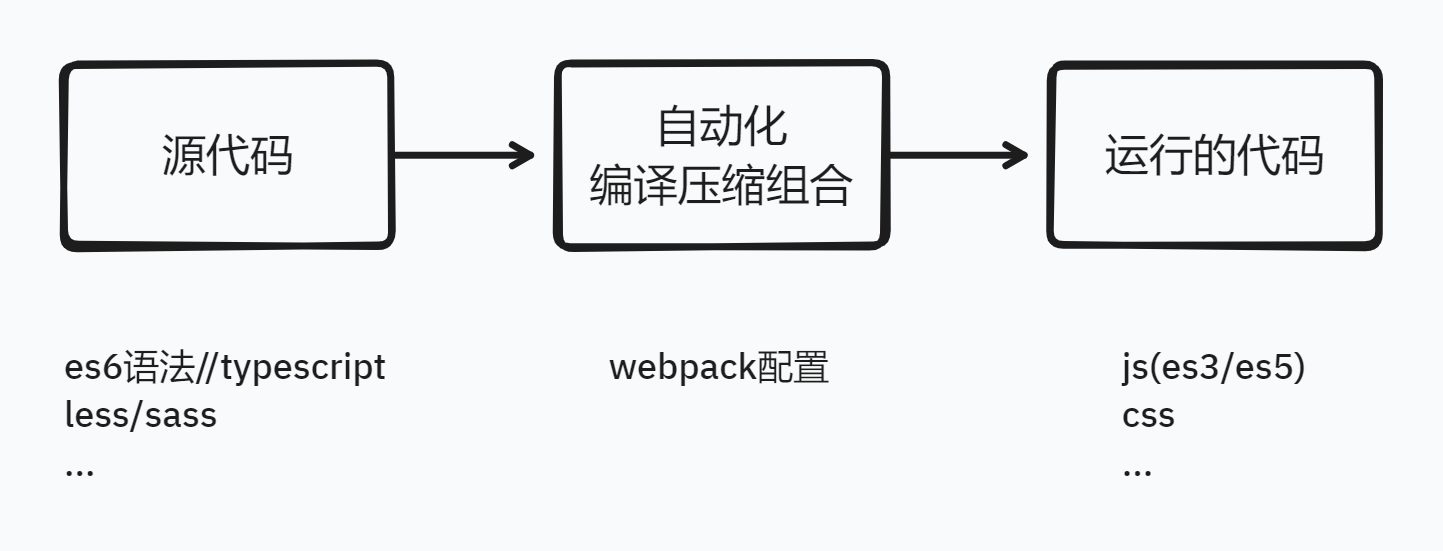 源代码
自动化
编译压缩组合
运行的代码
es6语法//typescript
less/sass
...
webpack配置
js(es3/es5)
css
...